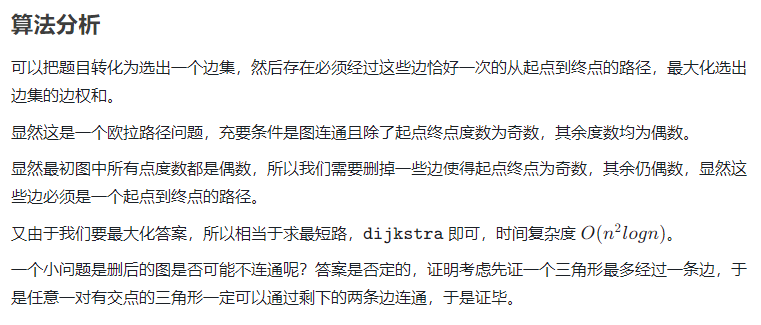 算法分析
可以把题目转化为选出一个边集，然后存在必须经过这些边恰好一次的从起点到终点的路径，最大化选出
边集的边权和。
显然这是一个欧拉路径问题，充要条件是图连通且除了起点终点度数为奇数，其余度数均为偶数。
显然最初图中所有点度数都是偶数，所以我们需要删掉一些边使得起点终点为奇数，其余仍偶数，显然这
些边必须是一个起点到终点的路径。
又由于我们要最大化答案，所以相当于求最短路，dijkstra 即可，时间复杂度 O(n²logn)。
一个小问题是删后的图是否可能不连通呢？答案是否定的，证明考虑先证一个三角形最多经过一条边，于
是任意一对有交点的三角形一定可以通过剩下的两条边连通，于是证毕。